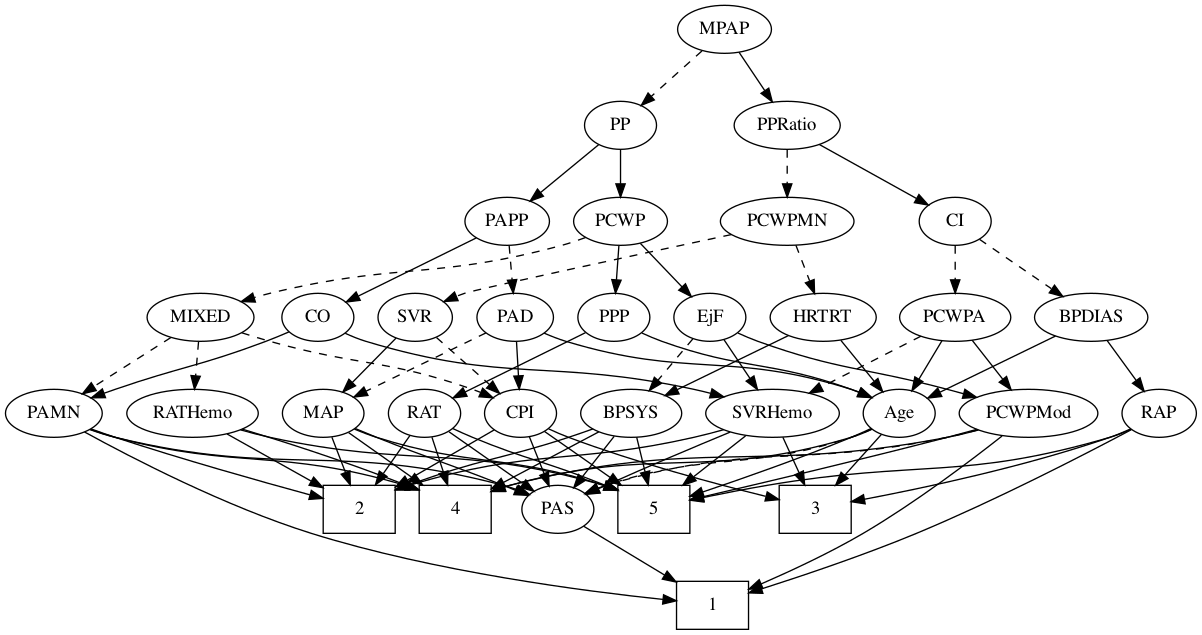 MPAP
PP PPRatio
PAPP PCWP PCWPMN CI
MIXED CO SVR PAD PPP EjF HRTRT PCWPA BPDIAS
PAMN RATHemo MAP RAT CPI BPSYS SVRHemo Age PCWPMod RAP
2 4 PAS 5 3
1